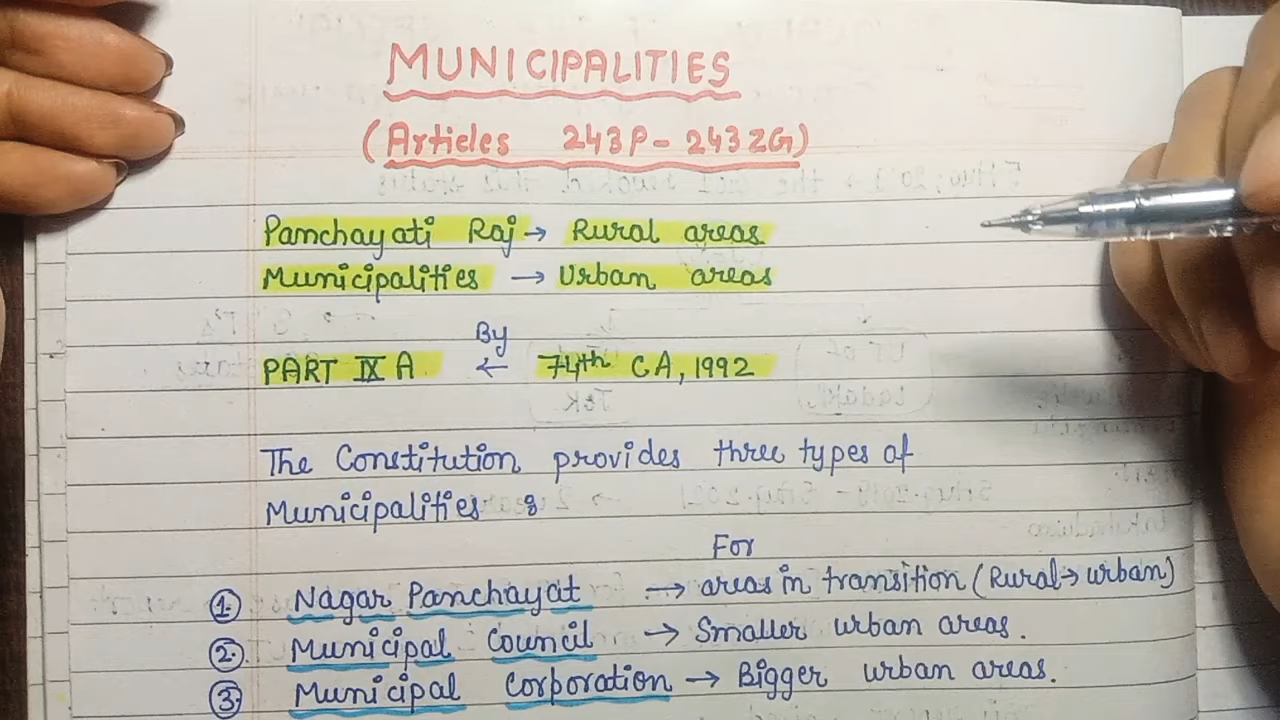 MUNICIPALITIES
(Articles 243P - 243ZG)
Panchayati Raj → Rural areas
Municipalities → Urban areas
By
PART IX A ← 74th CA, 1992
The Constitution provides three types of
Municipalities :
For
1. Nagar Panchayat → areas in transition (Rural → urban)
2. Municipal Council → Smaller urban areas.
3. Municipal Corporation → Bigger urban areas.